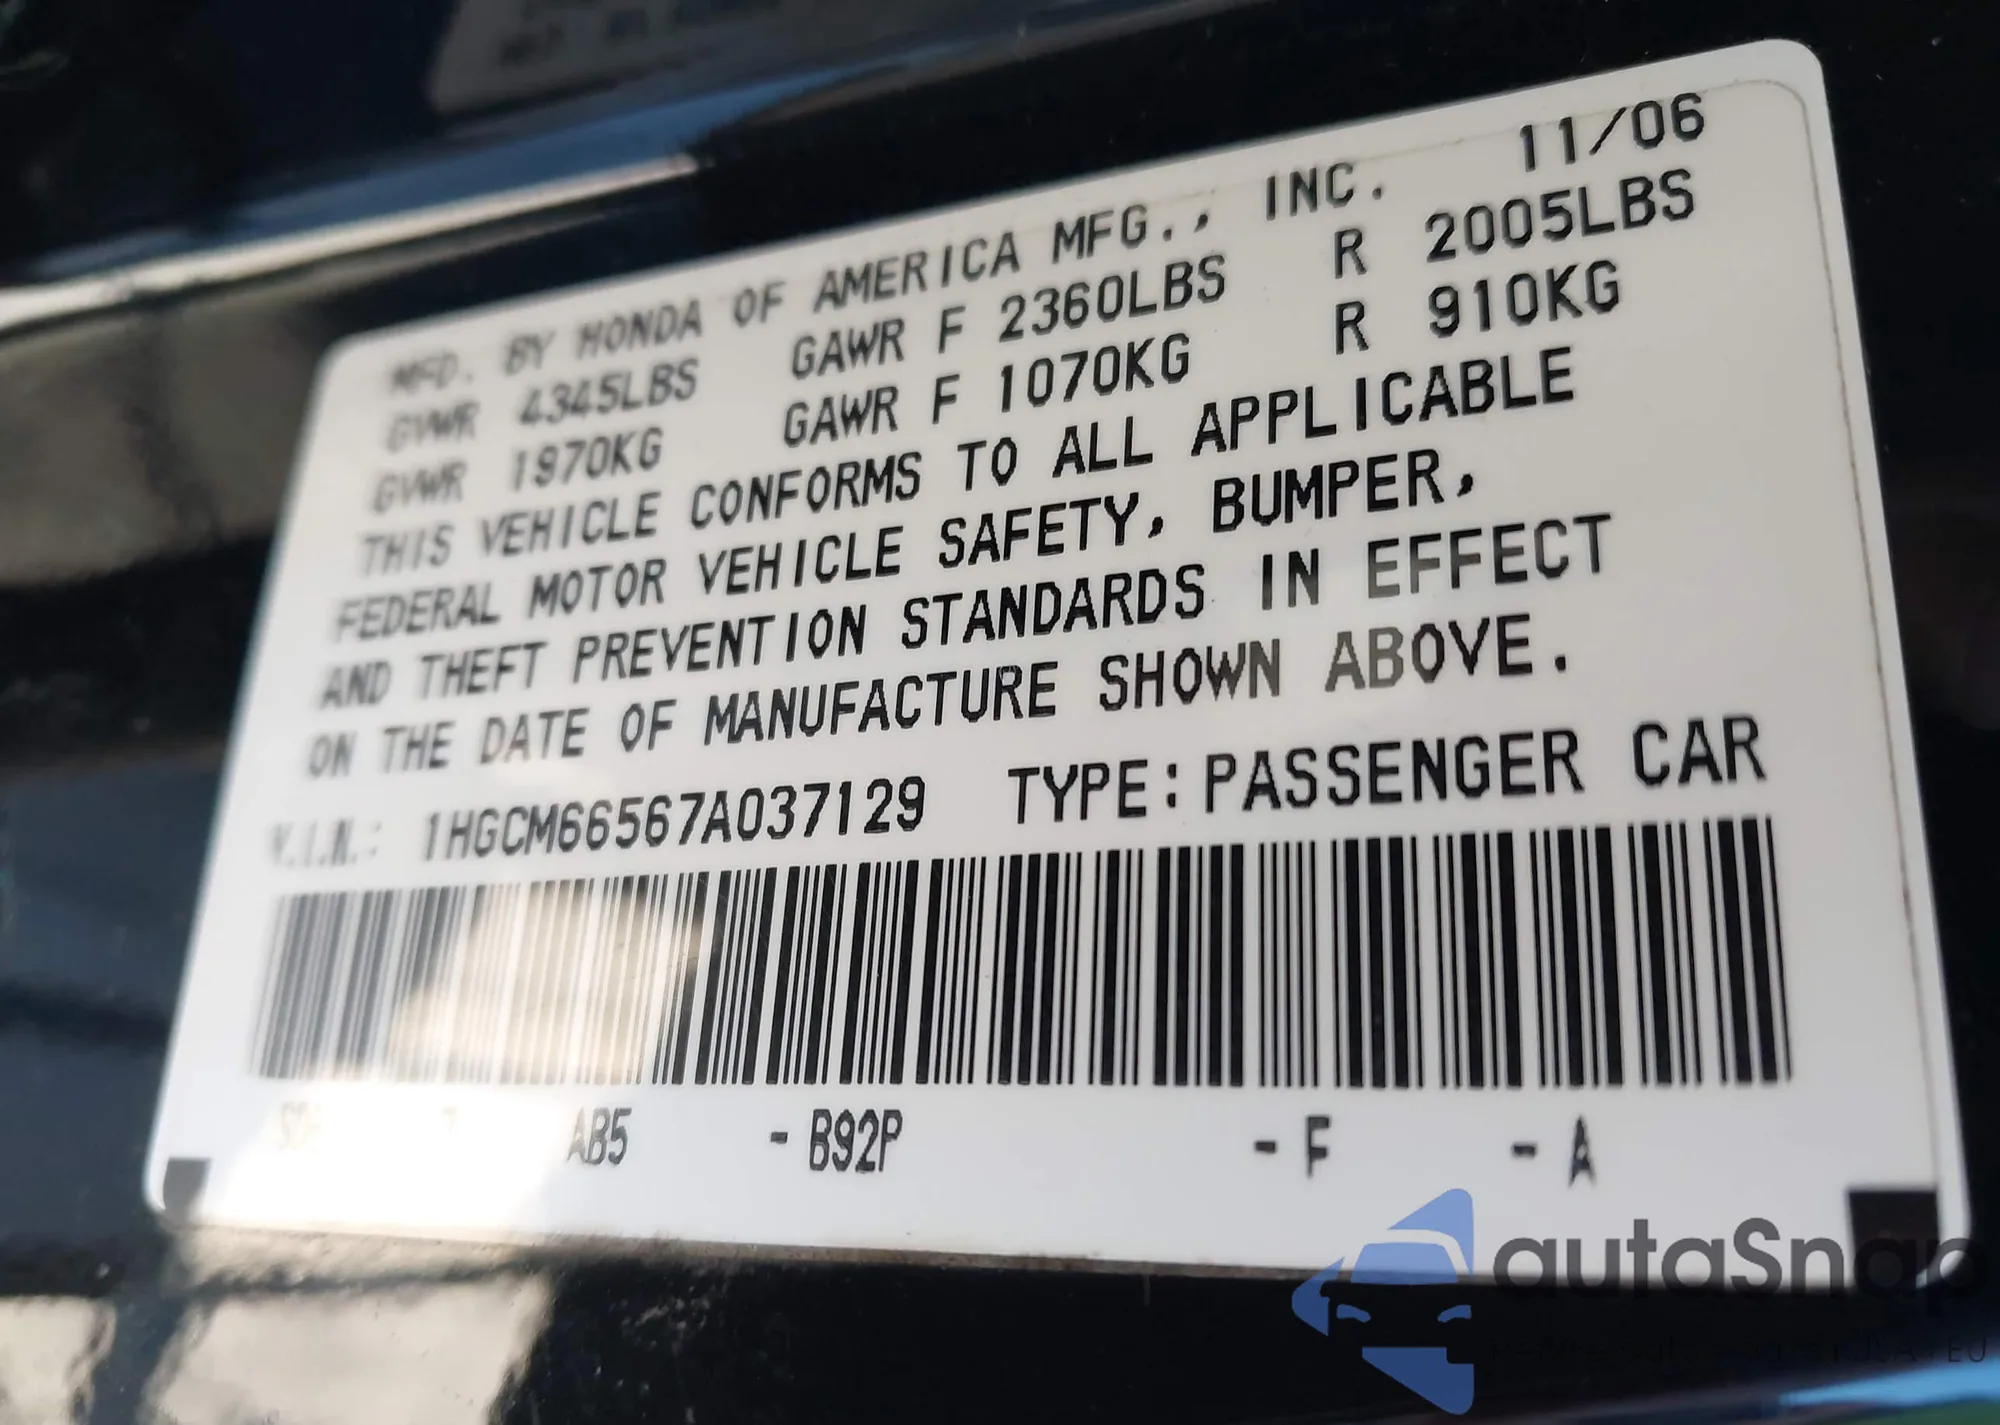 11/06
MFD. BY HONDA OF AMERICA MFG., INC.
GVWR 4345LBS GAWR F 2360LBS R 2005LBS
GVWR 1970KG GAWR F 1070KG R 910KG
THIS VEHICLE CONFORMS TO ALL APPLICABLE
FEDERAL MOTOR VEHICLE SAFETY, BUMPER,
AND THEFT PREVENTION STANDARDS IN EFFECT
ON THE DATE OF MANUFACTURE SHOWN ABOVE.
V.I.N.: 1HGCM66567A037129 TYPE:PASSENGER CAR
AB5 -B92P -F -A
autaSnap